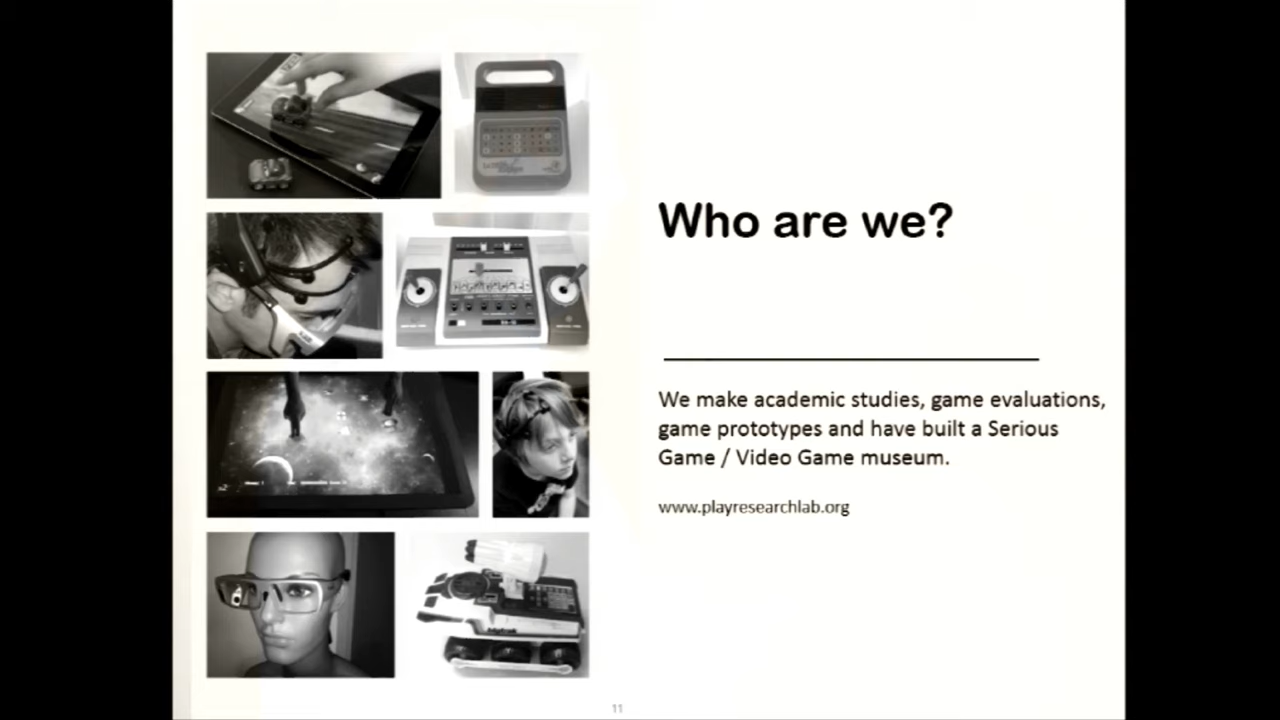 Who are we?
We make academic studies, game evaluations,
game prototypes and have built a Serious
Game / Video Game museum.
www.playresearchlab.org
11